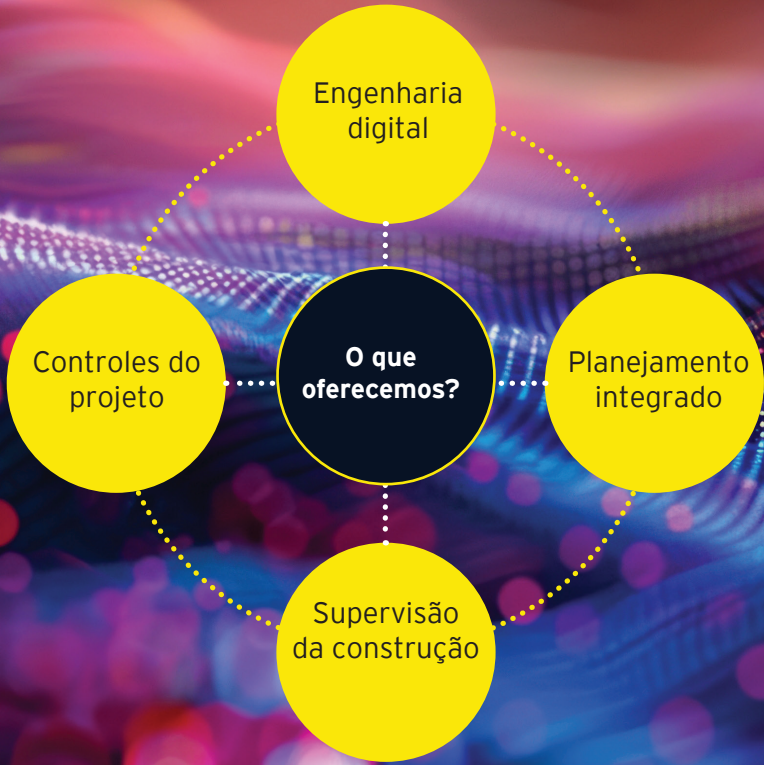 Engenharia
digital
Controles do
projeto
O que
oferecemos?
Planejamento
integrado
Supervisão
da construção